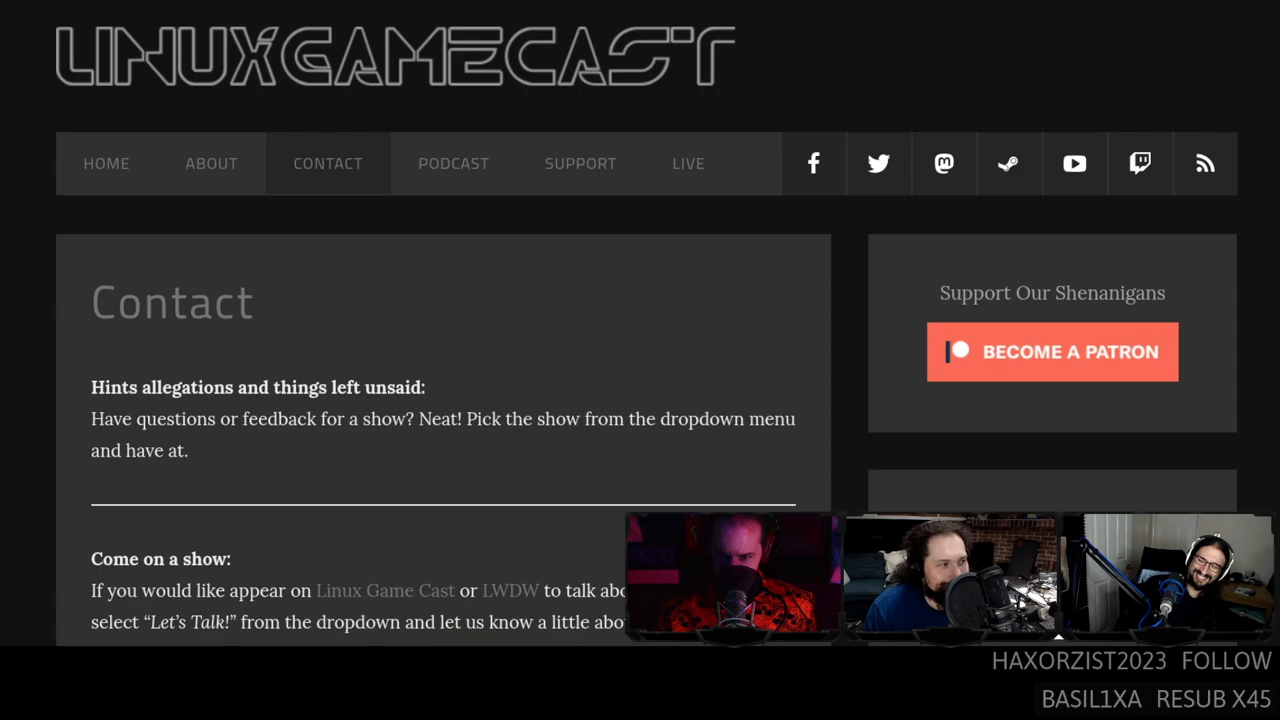 LINUXGAMECAST
HOME ABOUT CONTACT PODCAST SUPPORT LIVE
Contact
Hints allegations and things left unsaid:
Have questions or feedback for a show? Neat! Pick the show from the dropdown menu
and have at.
Come on a show:
If you would like appear on Linux Game Cast or LWDW to talk abo
select “Let’s Talk!” from the dropdown and let us know a little abou
Support Our Shenanigans
BECOME A PATRON
HAXORZIST2023 FOLLOW
BASIL1XA RESUB X45